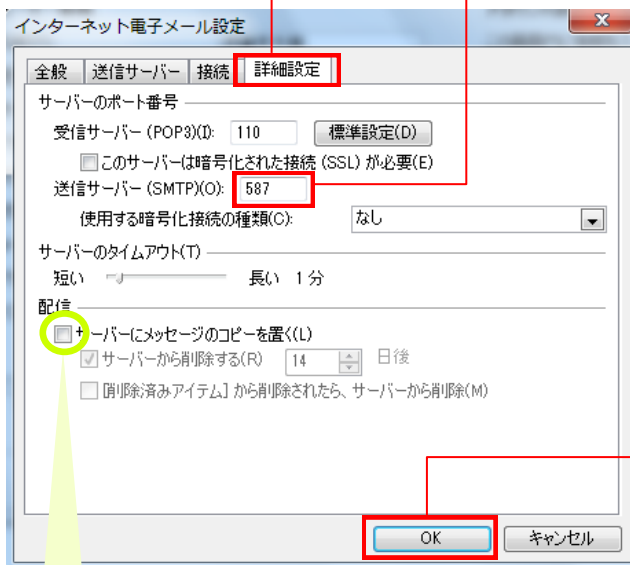 インターネット電子メール設定
全般 送信サーバー 接続 詳細設定
サーバーのポート番号
受信サーバー (POP3)(I): 110 標準設定(D)
このサーバーは暗号化された接続 (SSL) が必要(E)
送信サーバー (SMTP)(O): 587
使用する暗号化接続の種類(C): なし
サーバーのタイムアウト(T)
短い 長い 1 分
配信
サーバーにメッセージのコピーを置く(L)
サーバーから削除する(R) 14 日後
[削除済みアイテム] から削除されたら、サーバーから削除(M)
OK キャンセル